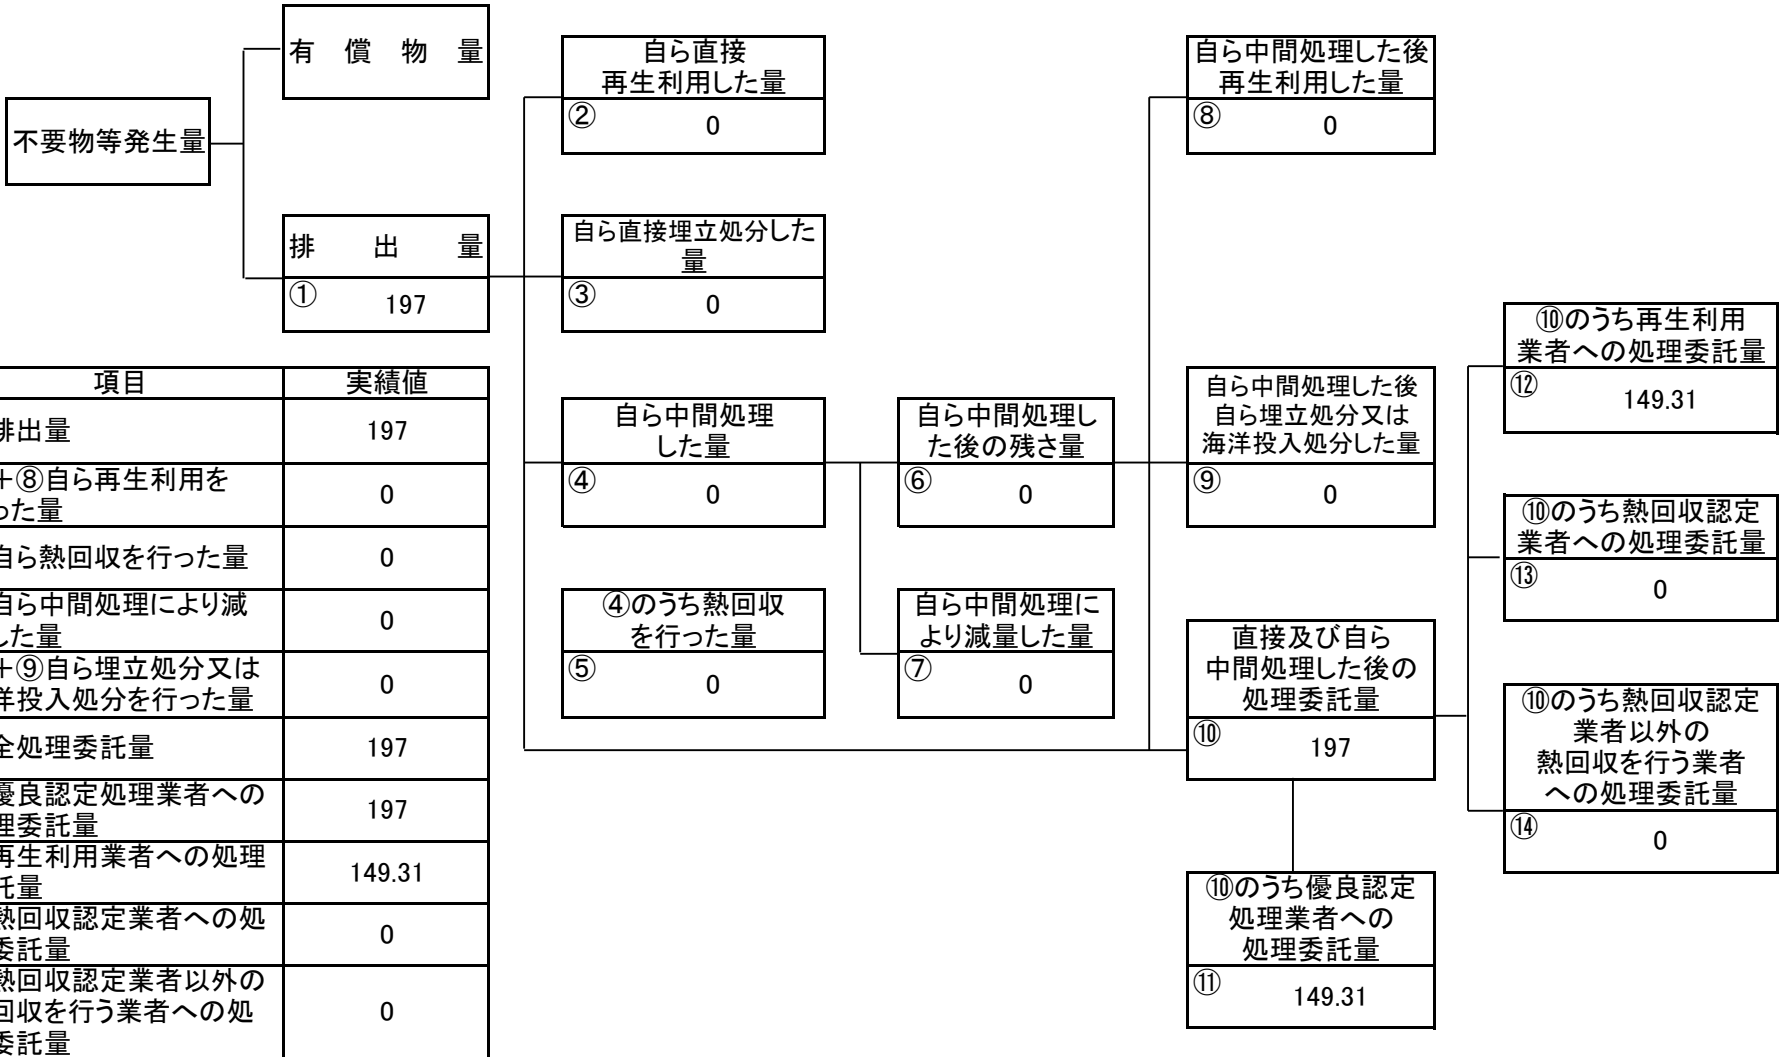 有償物量
不要物等発生量
排出量
① 197
自ら直接
再生利用した量
② 0
自ら直接埋立処分した
量
③ 0
自ら中間処理
した量
④ 0
④のうち熱回収
を行った量
⑤ 0
自ら中間処理し
た後の残さ量
⑥ 0
自ら中間処理に
より減量した量
⑦ 0
自ら中間処理した後
再生利用した量
⑧ 0
自ら中間処理した後
自ら埋立処分又は
海洋投入処分した量
⑨ 0
直接及び自ら
中間処理した後の
処理委託量
⑩ 197
⑩のうち優良認定
処理業者への
処理委託量
⑪ 149.31
⑩のうち再生利用
業者への処理委託量
⑫ 149.31
⑩のうち熱回収認定
業者への処理委託量
⑬ 0
⑩のうち熱回収認定
業者以外の
熱回収を行う業者
への処理委託量
⑭ 0
項目 実績値
排出量 197
+⑧自ら再生利用を
った量 0
自ら熱回収を行った量 0
自ら中間処理により減
した量 0
+⑨自ら埋立処分又は
洋投入処分を行った量 0
全処理委託量 197
優良認定処理業者への
理委託量 197
再生利用業者への処理
託量 149.31
熱回収認定業者への処
委託量 0
熱回収認定業者以外の
回収を行う業者への処
委託量 0